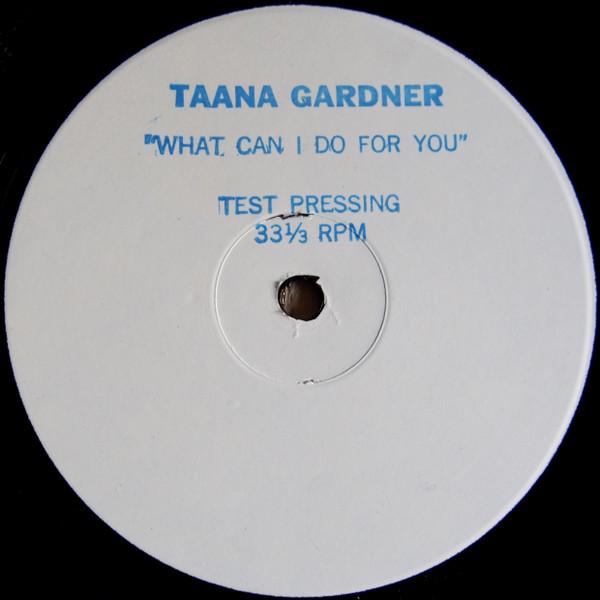 TAANA GARDNER
"WHAT CAN I DO FOR YOU"
TEST PRESSING
33⅓ RPM